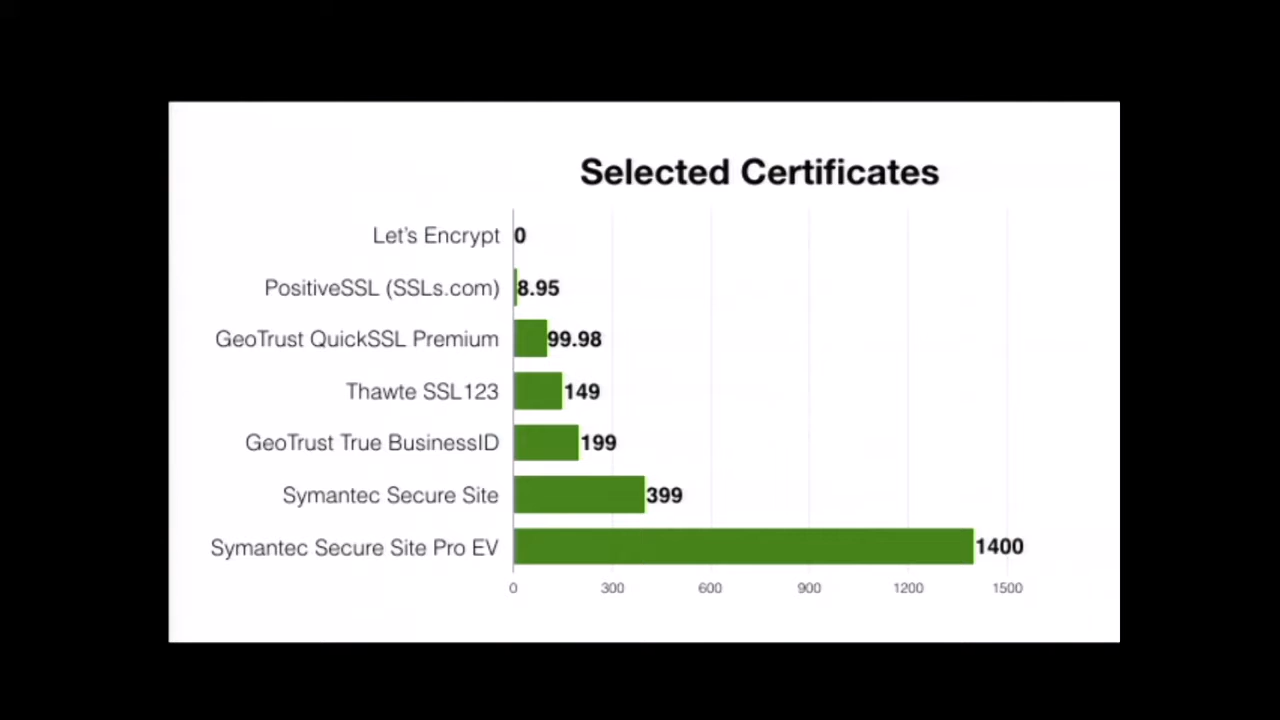 Selected Certificates
Let's Encrypt 0
PositiveSSL (SSLs.com) 8.95
GeoTrust QuickSSL Premium 99.98
Thawte SSL123 149
GeoTrust True BusinessID 199
Symantec Secure Site 399
Symantec Secure Site Pro EV 1400
0 300 600 900 1200 1500